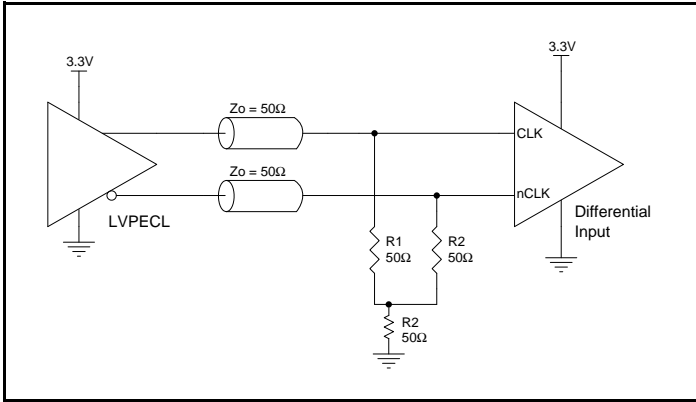 3.3V
3.3V
Zo = 50Ω
CLK
Zo = 50Ω
nCLK
LVPECL
Differential
Input
R1
50Ω
R2
50Ω
R2
50Ω